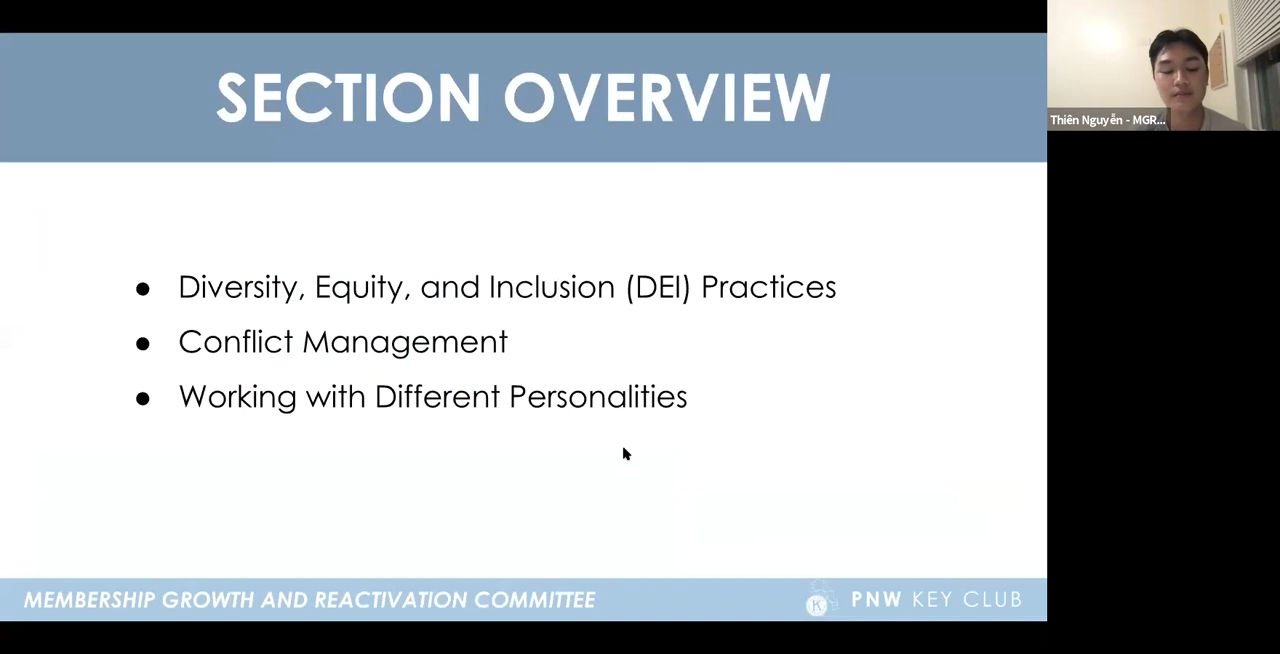 SECTION OVERVIEW
Thiên Nguyễn - MGR...
● Diversity, Equity, and Inclusion (DEI) Practices
● Conflict Management
● Working with Different Personalities
MEMBERSHIP GROWTH AND REACTIVATION COMMITTEE
K
PNW KEY CLUB